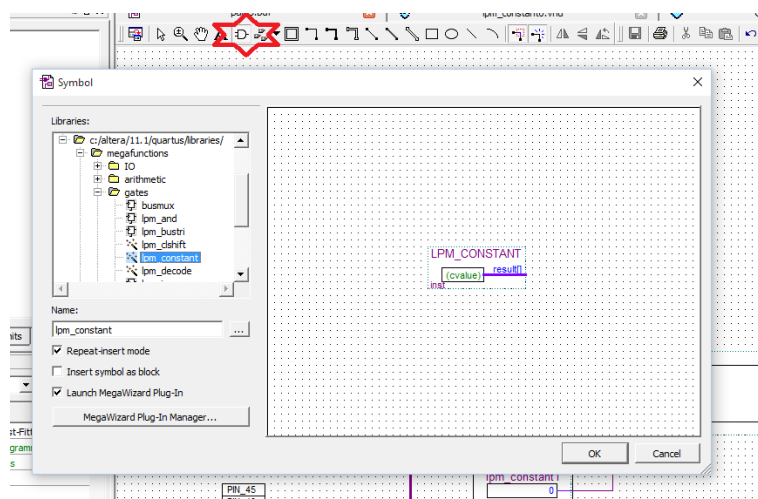 lpm_constant0.vhd
Symbol
Libraries:
c:/altera/11.1/quartus/libraries/
megafunctions
IO
arithmetic
gates
busmux
lpm_and
lpm_bustri
lpm_clshift
lpm_constant
lpm_decode
LPM_CONSTANT
result[]
(cvalue)
inst
Name:
lpm_constant
...
Repeat-insert mode
Insert symbol as block
Launch MegaWizard Plug-In
MegaWizard Plug-In Manager...
OK
Cancel
PIN_45
lpm_constant1
0